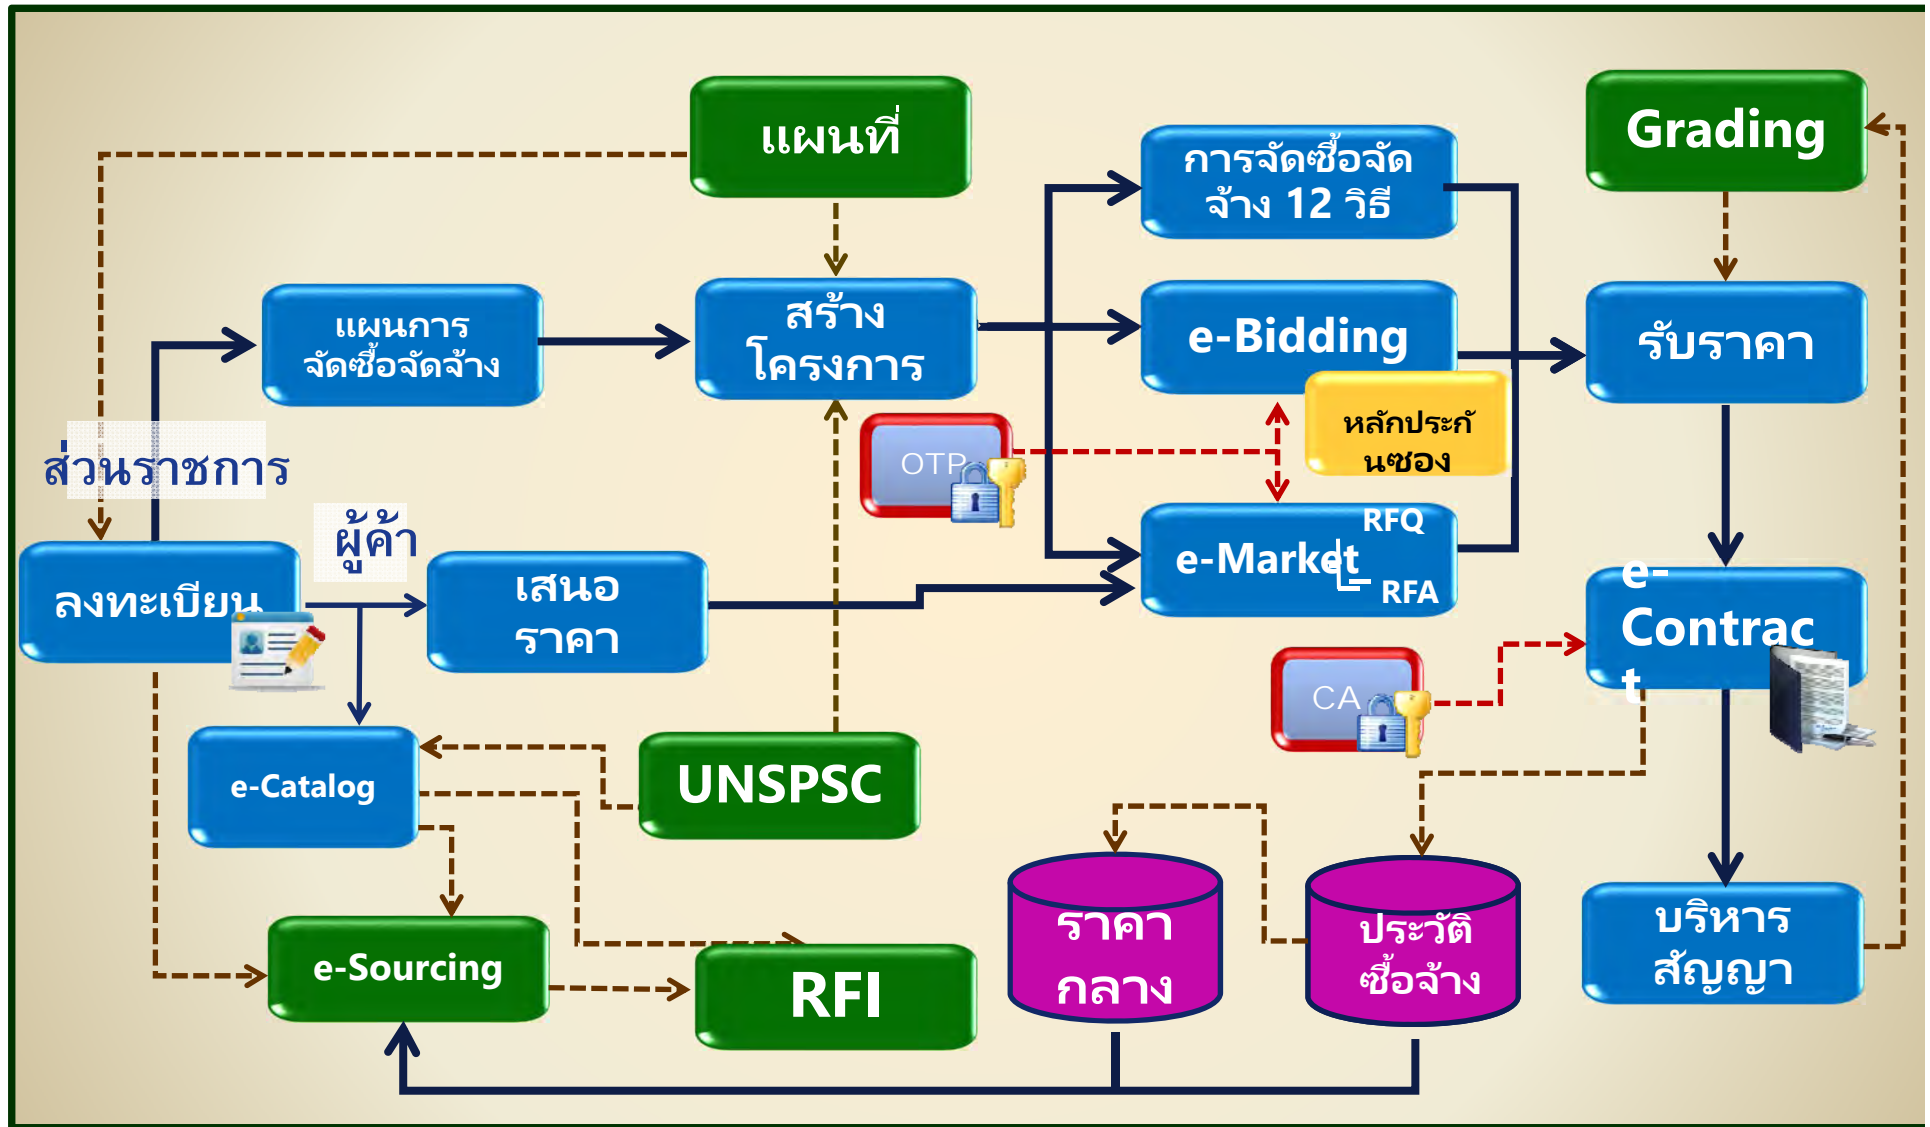 แผนที่
Grading
การจัดซื้อจัด
จ้าง 12 วิธี
แผนการ
จัดซื้อจัดจ้าง
สร้าง
โครงการ
e-Bidding
รับราคา
หลักประกั
นซอง
OTP
ส่วนราชการ
ผู้ค้า
ลงทะเบียน
เสนอ
ราคา
RFQ
e-Market
RFA
e-
Contrac
t
CA
e-Catalog
UNSPSC
ราคา
กลาง
ประวัติ
ซื้อจ้าง
บริหาร
สัญญา
e-Sourcing
RFI